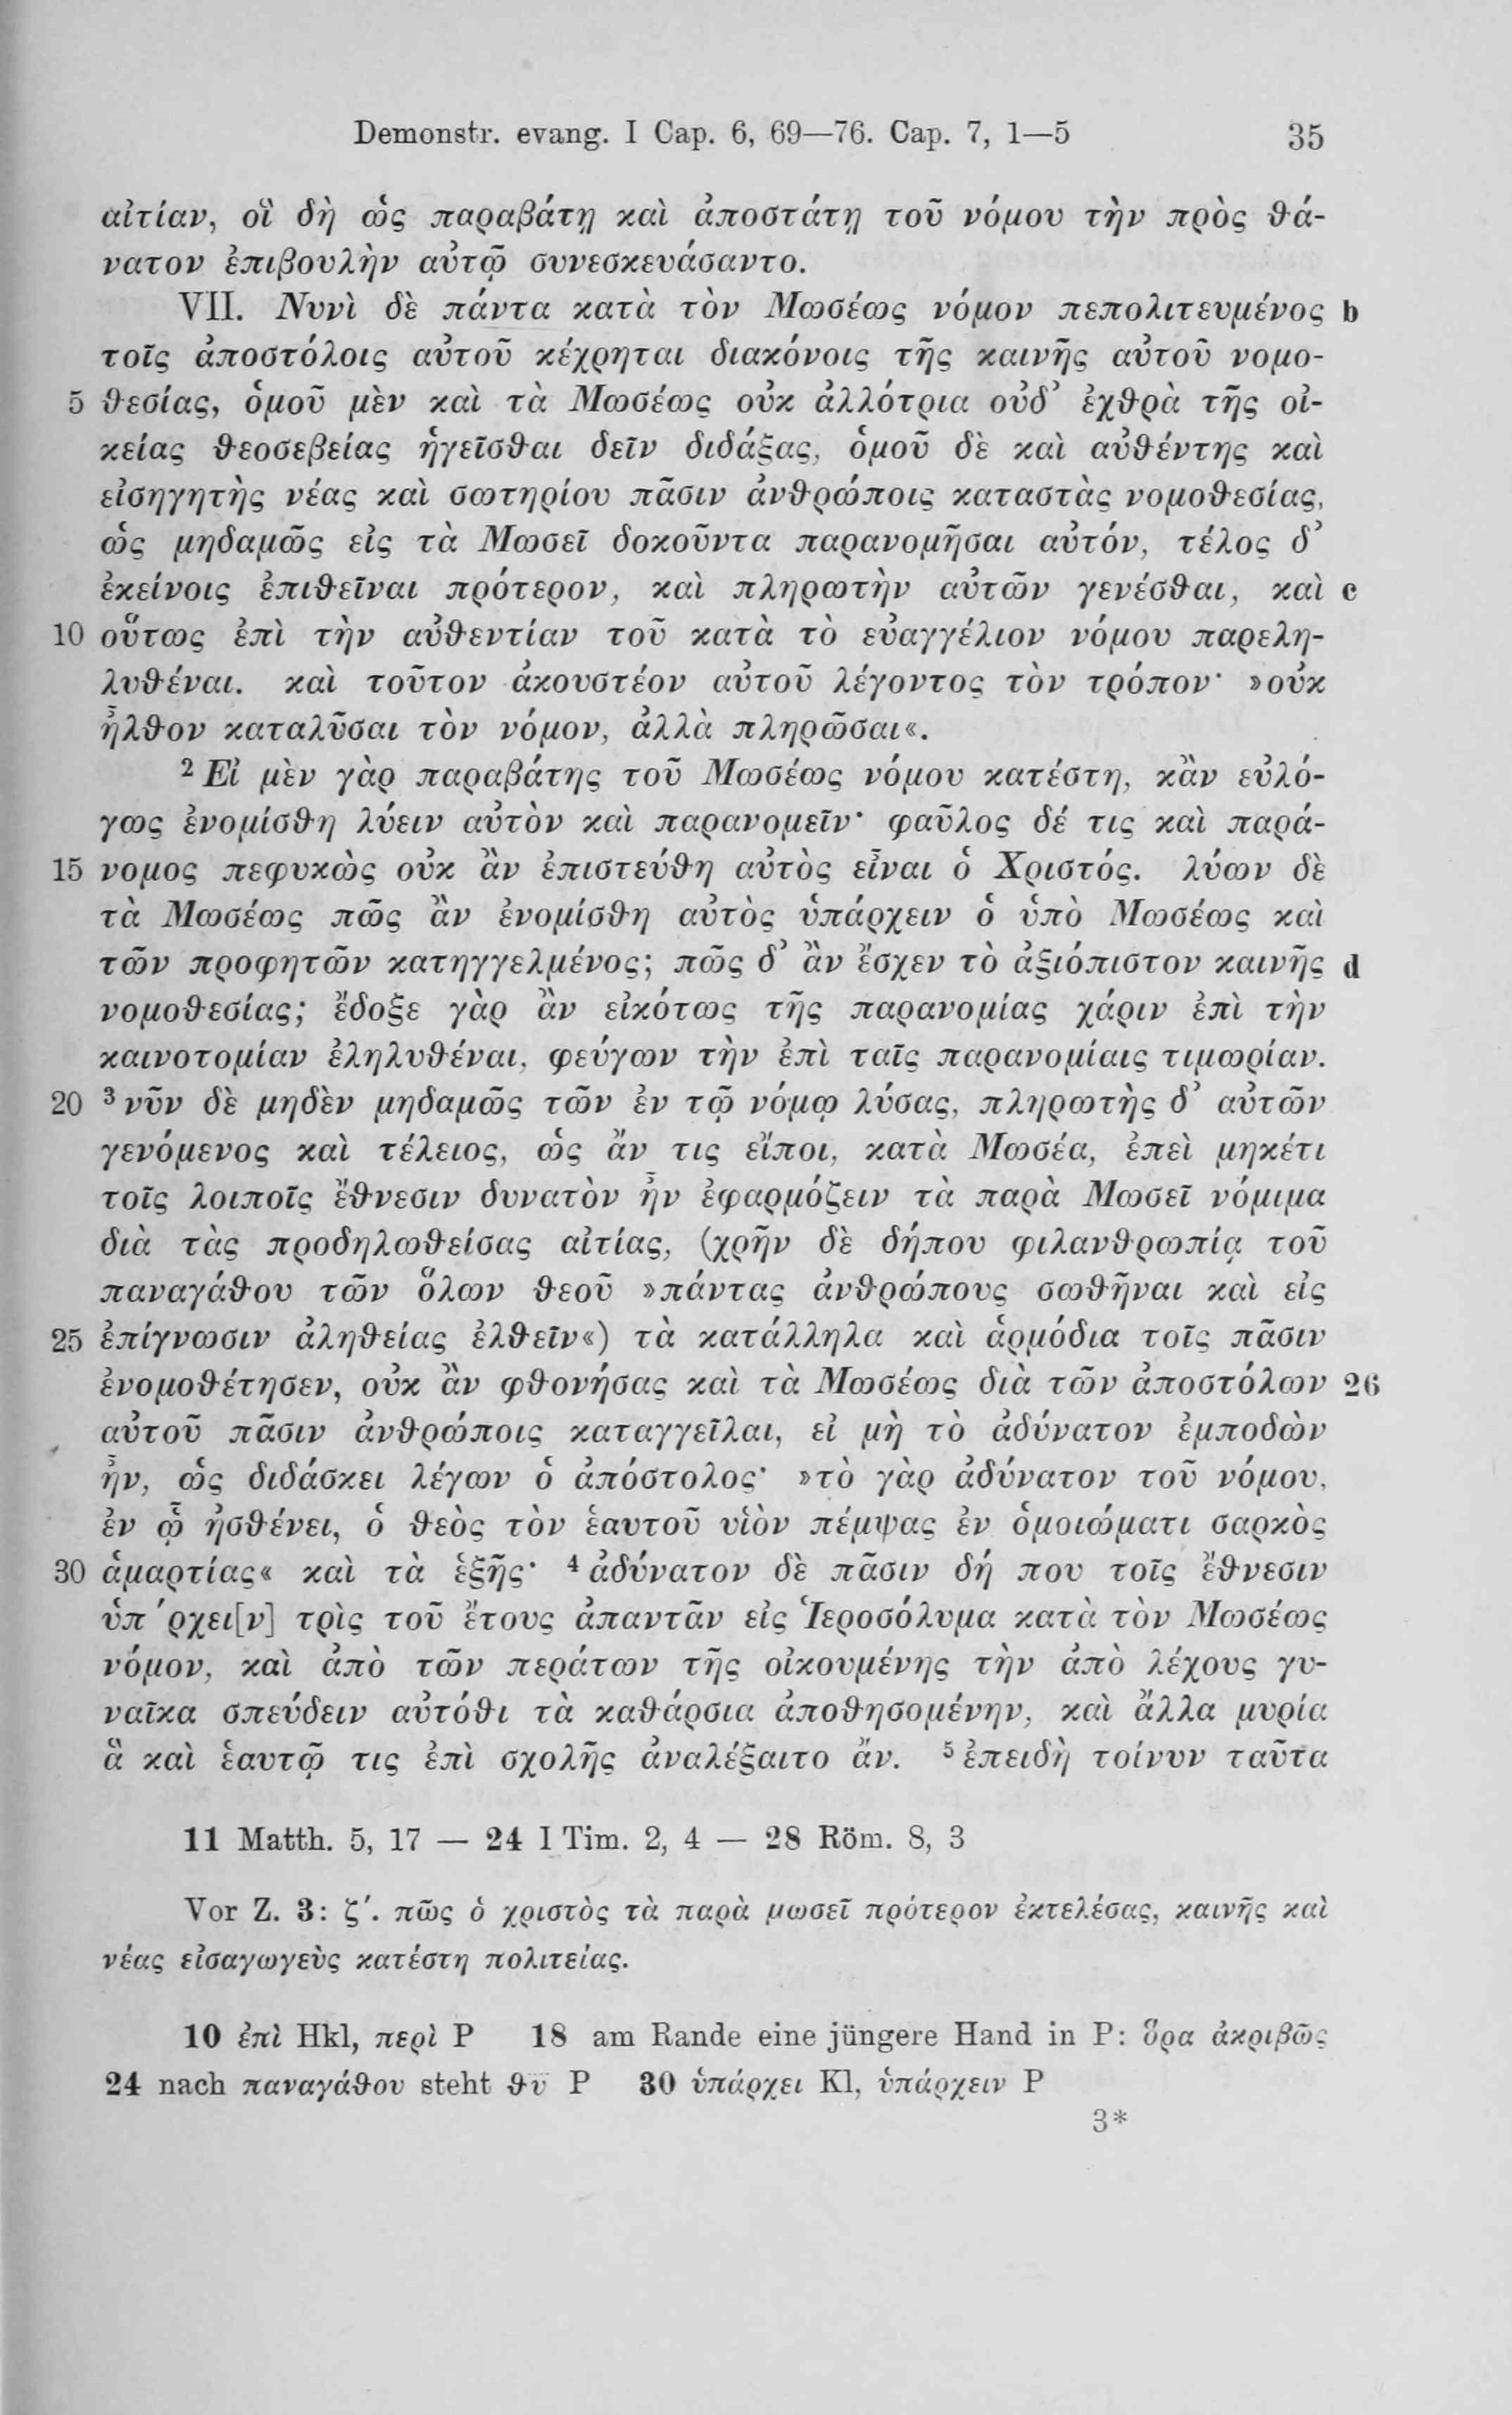 Demonstr. evang. I Cap. 6, 69—76. Cap. 7, 1—5 35
αἰτίαν, οἳ δὴ ὡς παραβάτῃ καὶ ἀποστάτῃ τοῦ νόμου τὴν πρὸς θά-
νατον ἐπιβουλὴν αὐτῷ συνεσκευάσαντο.
VII. Νυνὶ δὲ πάντα κατὰ τὸν Μωσέως νόμον πεπολιτευμένος b
τοῖς ἀποστόλοις αὐτοῦ κέχρηται διακόνοις τῆς καινῆς αὐτοῦ νομο-
5 θεσίας, ὁμοῦ μὲν καὶ τὰ Μωσέως οὐκ ἀλλότρια οὐδ’ ἐχθρὰ τῆς οἰ-
κείας θεοσεβείας ἡγεῖσθαι δεῖν διδάξας, ὁμοῦ δὲ καὶ αὐθέντης καὶ
εἰσηγητὴς νέας καὶ σωτηρίου πᾶσιν ἀνθρώποις καταστὰς νομοθεσίας,
ὡς μηδαμῶς εἰς τὰ Μωσεῖ δοκοῦντα παρανομῆσαι αὐτόν, τέλος δ’
ἐκείνοις ἐπιθεῖναι πρότερον, καὶ πληρωτὴν αὐτῶν γενέσθαι, καὶ c
10 οὕτως ἐπὶ τὴν αὐθεντίαν τοῦ κατὰ τὸ εὐαγγέλιον νόμου παρελη-
λυθέναι. καὶ τοῦτον ἀκουστέον αὐτοῦ λέγοντος τὸν τρόπον· »οὐκ
ἦλθον καταλῦσαι τὸν νόμον, ἀλλὰ πληρῶσαι«.
² Εἰ μὲν γὰρ παραβάτης τοῦ Μωσέως νόμου κατέστη, κἂν εὐλό-
γως ἐνομίσθη λύειν αὐτὸν καὶ παρανομεῖν· φαῦλος δέ τις καὶ παρά-
15 νομος πεφυκὼς οὐκ ἂν ἐπιστεύθη αὐτὸς εἶναι ὁ Χριστός. λύων δὲ
τὰ Μωσέως πῶς ἂν ἐνομίσθη αὐτὸς ὑπάρχειν ὁ ὑπὸ Μωσέως καὶ
τῶν προφητῶν κατηγγελμένος; πῶς δ’ ἂν ἔσχεν τὸ ἀξιόπιστον καινῆς d
νομοθεσίας; ἔδοξε γὰρ ἂν εἰκότως τῆς παρανομίας χάριν ἐπὶ τὴν
καινοτομίαν ἐληλυθέναι, φεύγων τὴν ἐπὶ ταῖς παρανομίαις τιμωρίαν.
20 ³ νῦν δὲ μηδὲν μηδαμῶς τῶν ἐν τῷ νόμῳ λύσας, πληρωτὴς δ’ αὐτῶν
γενόμενος καὶ τέλειος, ὡς ἄν τις εἴποι, κατὰ Μωσέα, ἐπεὶ μηκέτι
τοῖς λοιποῖς ἔθνεσιν δυνατὸν ἦν ἐφαρμόζειν τὰ παρὰ Μωσεῖ νόμιμα
διὰ τὰς προδηλωθείσας αἰτίας, (χρῆν δὲ δήπου φιλανθρωπίᾳ τοῦ
παναγάθου τῶν ὅλων θεοῦ »πάντας ἀνθρώπους σωθῆναι καὶ εἰς
25 ἐπίγνωσιν ἀληθείας ἐλθεῖν«) τὰ κατάλληλα καὶ ἁρμόδια τοῖς πᾶσιν
ἐνομοθέτησεν, οὐκ ἂν φθονήσας καὶ τὰ Μωσέως διὰ τῶν ἀποστόλων 26
αὐτοῦ πᾶσιν ἀνθρώποις καταγγεῖλαι, εἰ μὴ τὸ ἀδύνατον ἐμποδὼν
ἦν, ὡς διδάσκει λέγων ὁ ἀπόστολος· »τὸ γὰρ ἀδύνατον τοῦ νόμου,
ἐν ᾧ ἠσθένει, ὁ θεὸς τὸν ἑαυτοῦ υἱὸν πέμψας ἐν ὁμοιώματι σαρκὸς
30 ἁμαρτίας« καὶ τὰ ἑξῆς· ⁴ ἀδύνατον δὲ πᾶσιν δή που τοῖς ἔθνεσιν
ὑπ ́ρχει[ν] τρὶς τοῦ ἔτους ἀπαντᾶν εἰς Ἱεροσόλυμα κατὰ τὸν Μωσέως
νόμον, καὶ ἀπὸ τῶν περάτων τῆς οἰκουμένης τὴν ἀπὸ λέχους γυ-
ναῖκα σπεύδειν αὐτόθι τὰ καθάρσια ἀποθησομένην, καὶ ἄλλα μυρία
ἃ καὶ ἑαυτῷ τις ἐπὶ σχολῆς ἀναλέξαιτο ἄν. ⁵ ἐπειδὴ τοίνυν ταῦτα
11 Matth. 5, 17 — 24 I Tim. 2, 4 — 28 Röm. 8, 3
Vor Z. 3: ζ′. πῶς ὁ χριστὸς τὰ παρὰ μωσεῖ πρότερον ἐκτελέσας, καινῆς καὶ
νέας εἰσαγωγεὺς κατέστη πολιτείας.
10 ἐπὶ Hkl, περὶ P 18 am Rande eine jüngere Hand in P: ὅρα ἀκριβῶς
24 nach παναγάθου steht θῡ P 30 ὑπάρχει Kl, ὑπάρχειν P
3*